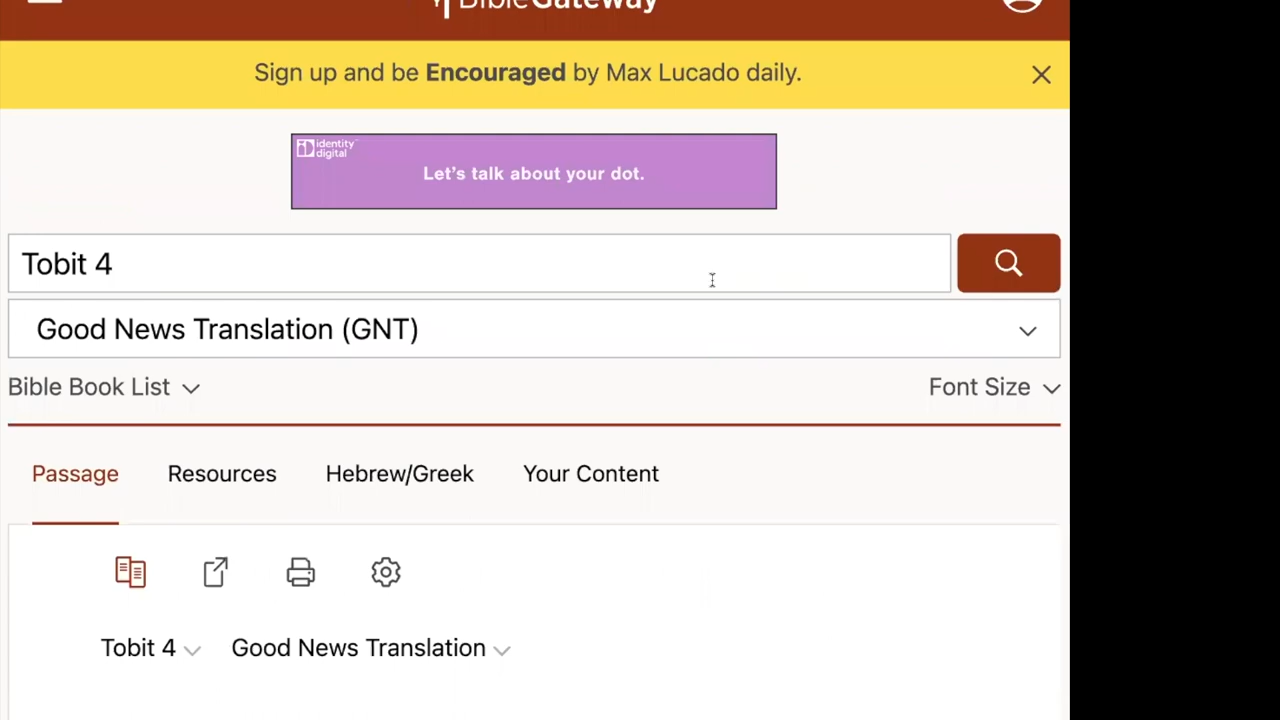 BibleGateway
Sign up and be Encouraged by Max Lucado daily.
identity
digital
Let's talk about your dot.
Tobit 4
Good News Translation (GNT)
Bible Book List
Font Size
Passage Resources Hebrew/Greek Your Content
Tobit 4 Good News Translation